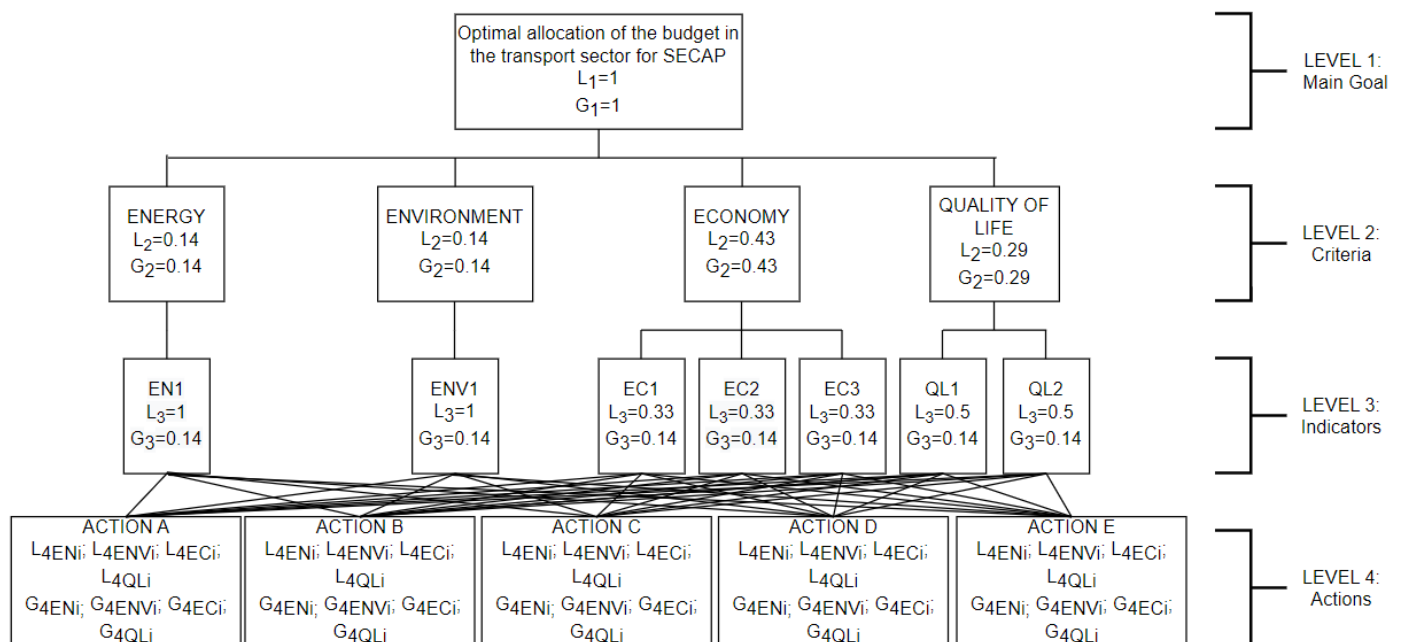 Optimal allocation of the budget in
the transport sector for SECAP
L1=1
G1=1
LEVEL 1:
Main Goal
ENERGY
L2=0.14
G2=0.14
ENVIRONMENT
L2=0.14
G2=0.14
ECONOMY
L2=0.43
G2=0.43
QUALITY OF
LIFE
L2=0.29
G2=0.29
LEVEL 2:
Criteria
EN1
L3=1
G3=0.14
ENV1
L3=1
G3=0.14
EC1
L3=0.33
G3=0.14
EC2
L3=0.33
G3=0.14
EC3
L3=0.33
G3=0.14
QL1
L3=0.5
G3=0.14
QL2
L3=0.5
G3=0.14
LEVEL 3:
Indicators
ACTION A
L4ENi; L4ENVi; L4ECi;
L4QLi
G4ENi; G4ENVi; G4ECi;
G4QLi
ACTION B
L4ENi; L4ENVi; L4ECi;
L4QLi
G4ENi; G4ENVi; G4ECi;
G4QLi
ACTION C
L4ENi; L4ENVi; L4ECi;
L4QLi
G4ENi; G4ENVi; G4ECi;
G4QLi
ACTION D
L4ENi; L4ENVi; L4ECi;
L4QLi
G4ENi; G4ENVi; G4ECi;
G4QLi
ACTION E
L4ENi; L4ENVi; L4ECi;
L4QLi
G4ENi; G4ENVi; G4ECi;
G4QLi
LEVEL 4:
Actions